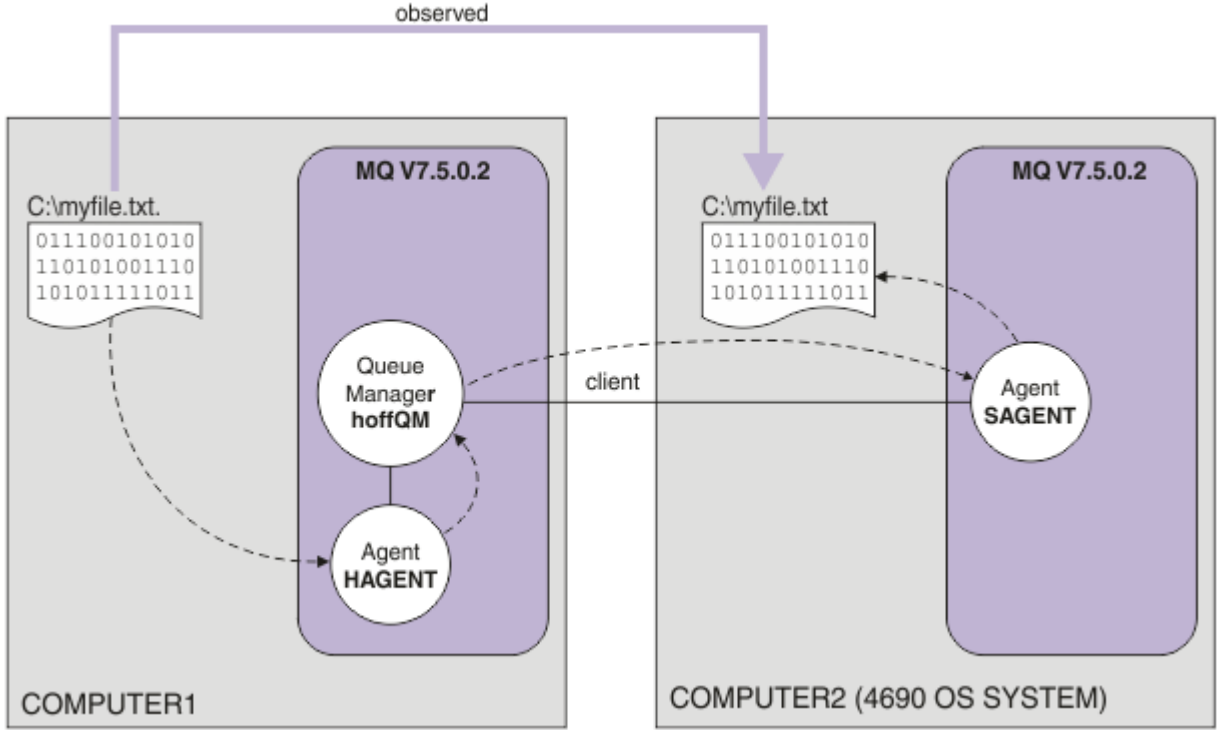 observed
MQ V7.5.0.2
C:\myfile.txt.
011100101010
110101001110
101011111011
Queue
Manager
hoffQM
Agent
HAGENT
COMPUTER1
client
MQ V7.5.0.2
C:\myfile.txt
011100101010
110101001110
101011111011
Agent
SAGENT
COMPUTER2 (4690 OS SYSTEM)